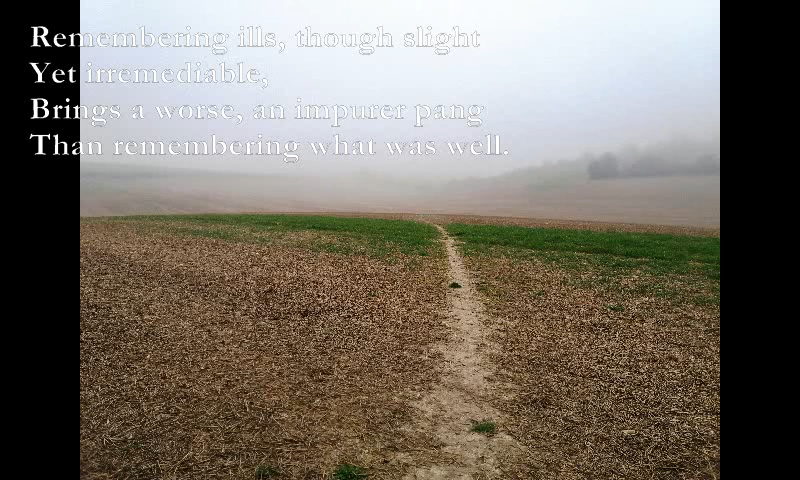 Remembering ills, though slight
Yet irremediable,
Brings a worse, an impurer pang
Than remembering what was well.